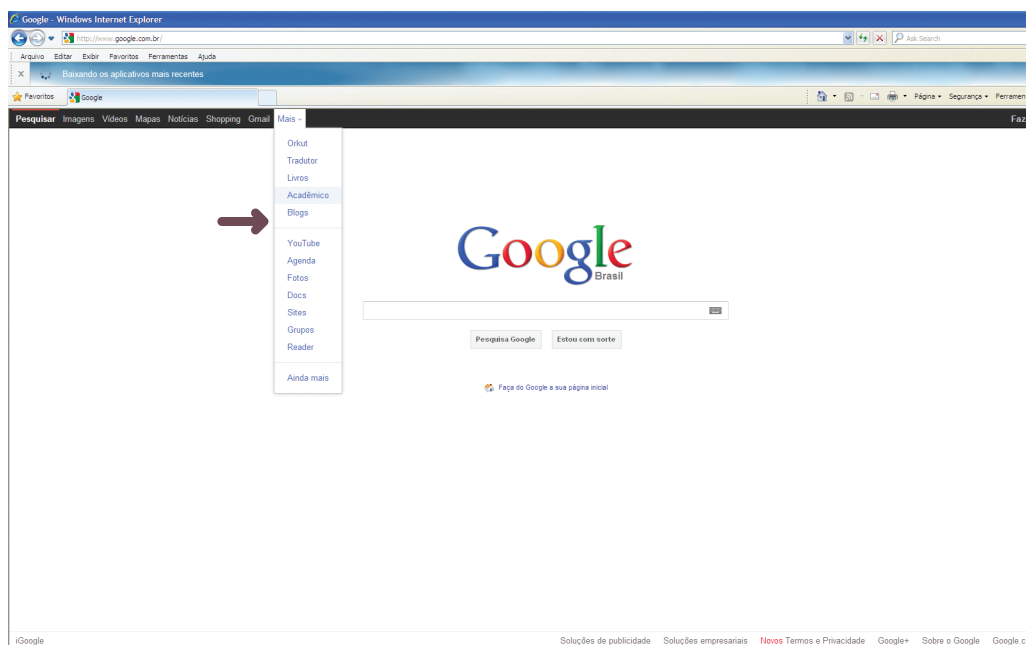 Google - Windows Internet Explorer
http://www.google.com.br/
Ask Search
Arquivo Editar Exibir Favoritos Ferramentas Ajuda
x Baixando os aplicativos mais recentes
Favoritos Google Página Segurança Ferramen
Pesquisar Imagens Vídeos Mapas Notícias Shopping Gmail Mais Faz
Orkut
Tradutor
Livros
Acadêmico
Blogs
YouTube
Agenda
Fotos
Docs
Sites
Grupos
Reader
Ainda mais
Google
Brasil
Pesquisa Google Estou com sorte
Faça do Google a sua página inicial
iGoogle Soluções de publicidade Soluções empresariais Novos Termos e Privacidade Google+ Sobre o Google Google.c